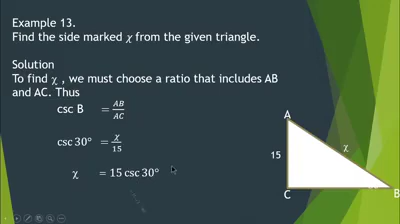 Example 13.
Find the side marked χ from the given triangle.
Solution
To find χ , we must choose a ratio that includes AB
and AC. Thus
csc B = AB/AC
csc 30° = χ/15
χ = 15 csc 30°
A
15
χ
C
B